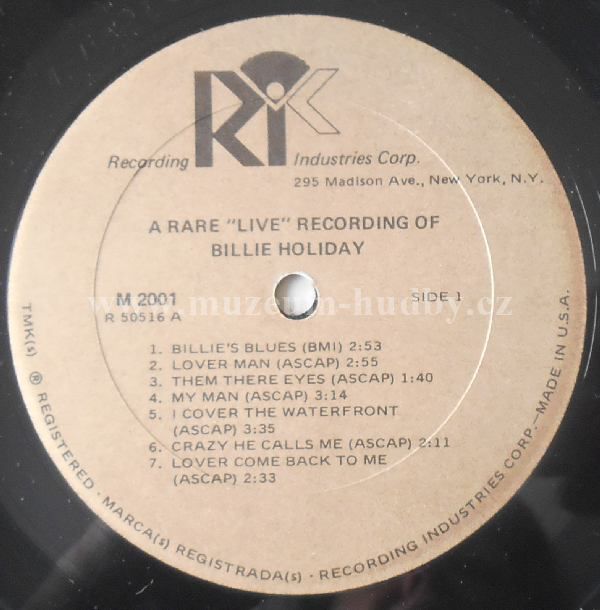 RIC
Recording Industries Corp.
295 Madison Ave., New York, N.Y.
A RARE "LIVE" RECORDING OF
BILLIE HOLIDAY
M 2001 SIDE 1
R 50516 A
www.muzemm-hudby.cz
1. BILLIE'S BLUES (BMI) 2:53
2. LOVER MAN (ASCAP) 2:55
3. THEM THERE EYES (ASCAP) 1:40
4. MY MAN (ASCAP) 3:14
5. I COVER THE WATERFRONT
(ASCAP) 3:35
6. CRAZY HE CALLS ME (ASCAP) 2:11
7. LOVER COME BACK TO ME
(ASCAP) 2:33
TMK(s) ® REGISTERED · MARCA(s) REGISTRADA(s) · RECORDING INDUSTRIES CORP.—MADE IN U.S.A.